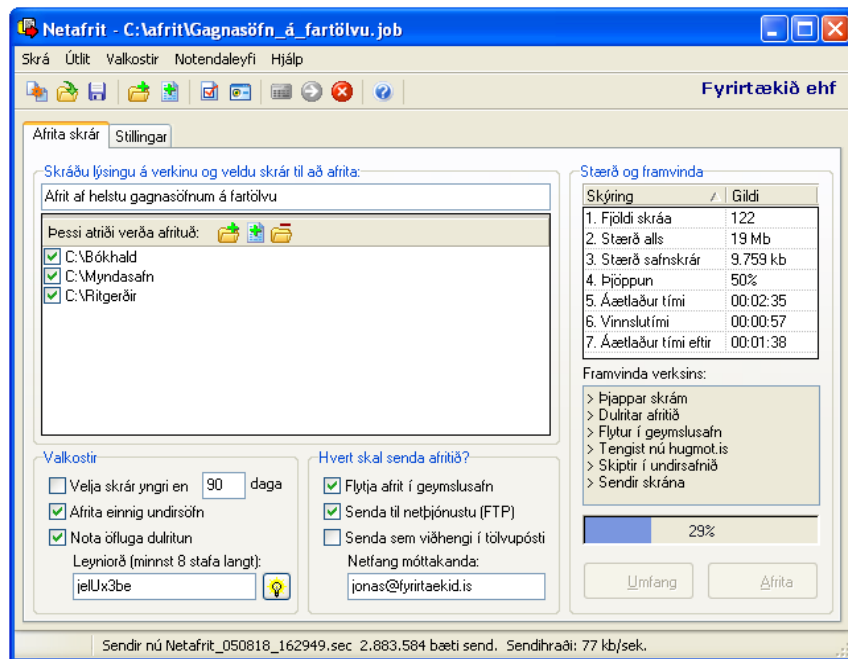 Netafrit - C:\afrit\Gagnasöfn_á_fartölvu.job
Skrá Útlit Valkostir Notendaleyfi Hjálp
Fyrirtækið ehf
Afrita skrár Stillingar
Skráðu lýsingu á verkinu og veldu skrár til að afrita:
Afrit af helstu gagnasöfnum á fartölvu
Þessi atriði verða afrituð:
C:\Bókhald
C:\Myndasafn
C:\Ritgerðir
Stærð og framvinda
Skýring Gildi
1. Fjöldi skráa 122
2. Stærð alls 19 Mb
3. Stærð safnskrár 9.759 kb
4. Þjöppun 50%
5. Áætlaður tími 00:02:35
6. Vinnslutími 00:00:57
7. Áætlaður tími eftir 00:01:38
Framvinda verksins:
> Þjappar skrám
> Dulritar afritið
> Flytur í geymslusafn
> Tengist nú hugmot.is
> Skiptir í undirsafnið
> Sendir skrána
29%
Umfang Afrita
Valkostir
Velja skrár yngri en 90 daga
Afrita einnig undirsöfn
Nota öfluga dulritun
Leyniorð (minnst 8 stafa langt):
jelUx3be
Hvert skal senda afritið?
Flytja afrit í geymslusafn
Senda til netþjónustu (FTP)
Senda sem viðhengi í tölvupósti
Netfang móttakanda:
jonas@fyrirtaekid.is
Sendir nú Netafrit_050818_162949.sec 2.883.584 bæti send. Sendihraði: 77 kb/sek.